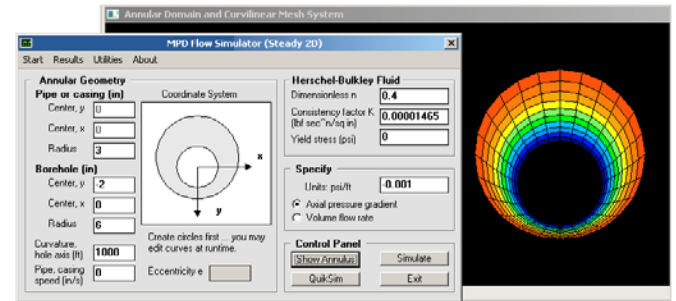 Annular Domain and Curvilinear Mesh System
MPD Flow Simulator (Steady 2D)
Start Results Utilities About
Annular Geometry
Pipe or casing (in)
Center, y 0
Center, x 0
Radius 3
Borehole (in)
Center, y -2
Center, x 0
Radius 6
Curvature,
hole axis (ft) 1000
Pipe, casing
speed (in/s) 0
Coordinate System
x
y
Create circles first ... you may
edit curves at runtime.
Eccentricity e
Herschel-Bulkley Fluid
Dimensionless n 0.4
Consistency factor K
(lbf sec^n/sq in) 0.00001465
Yield stress (psi) 0
Specify
Units: psi/ft -0.001
Axial pressure gradient
Volume flow rate
Control Panel
Show Annulus Simulate
QuikSim Exit